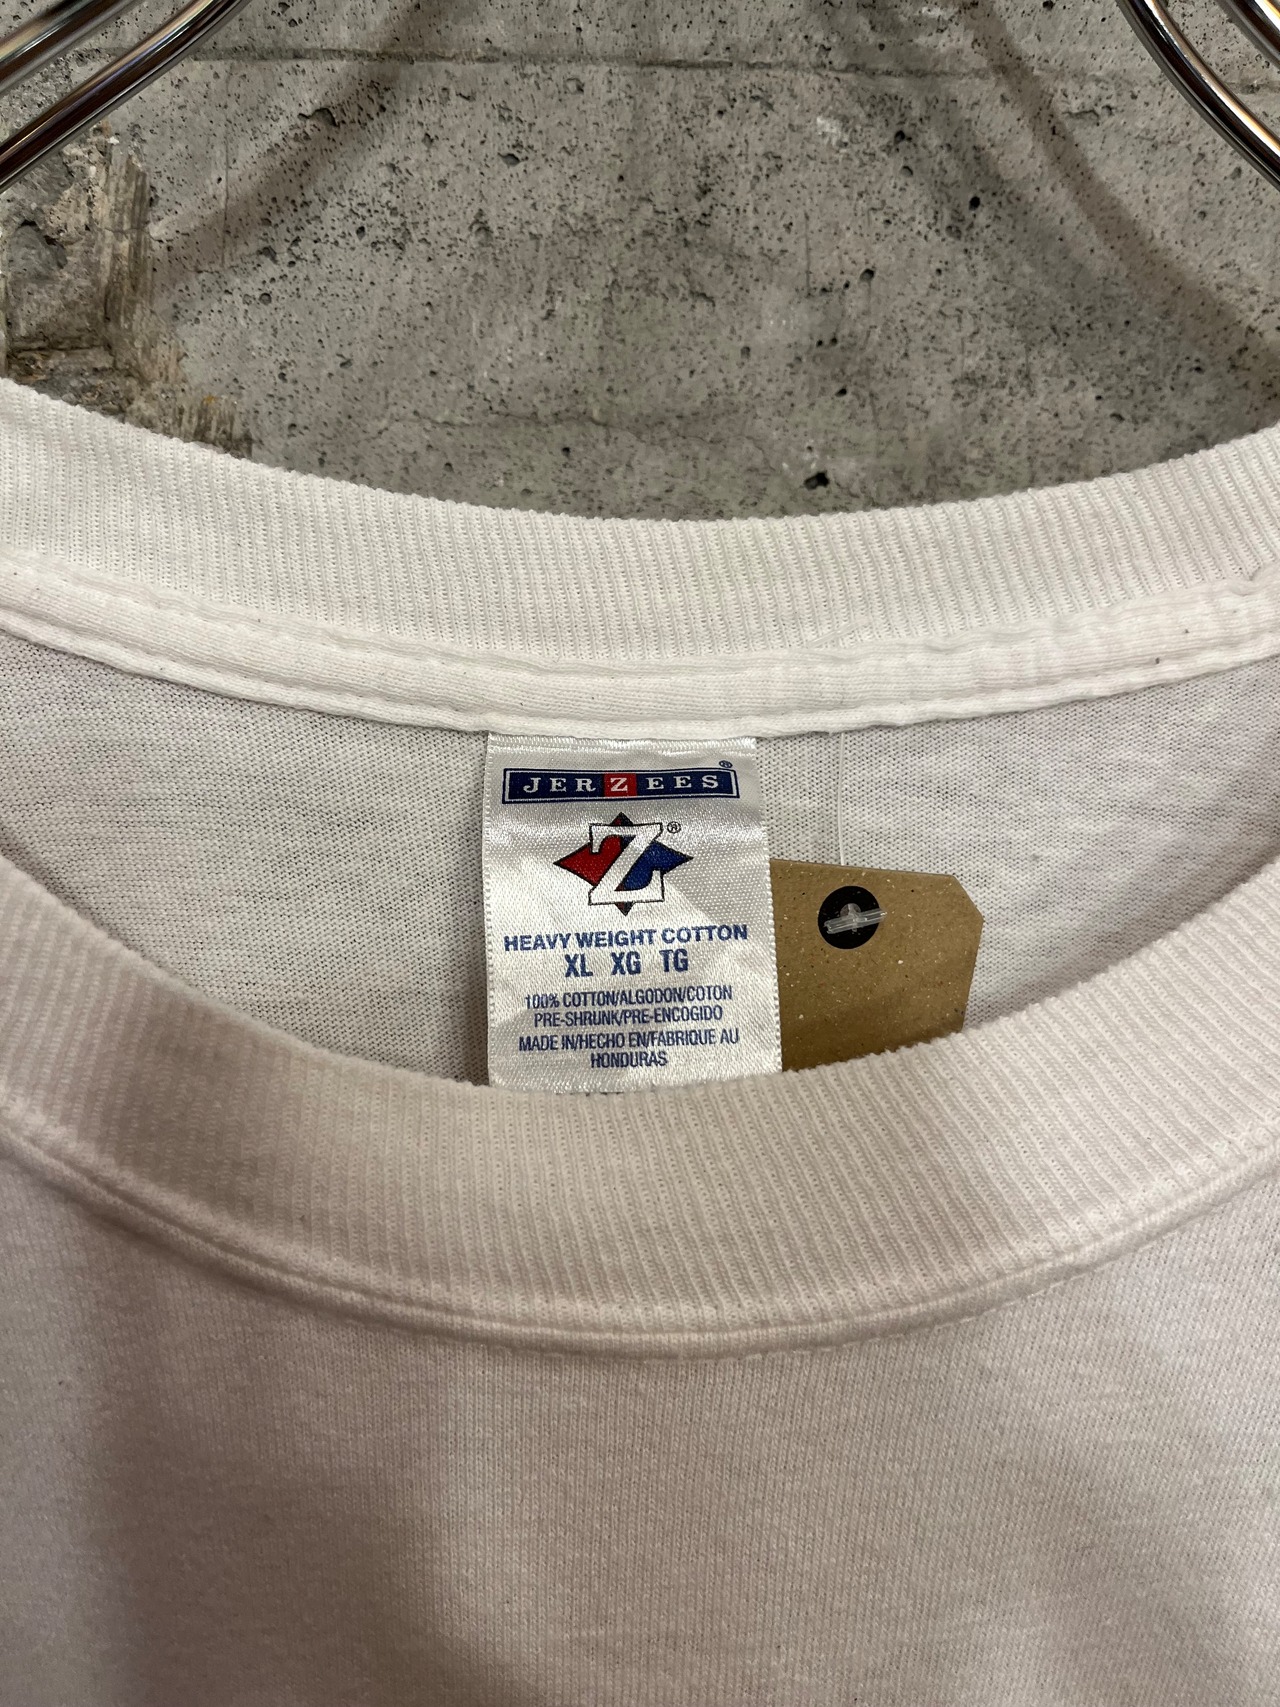 JERZEES®
Z®
HEAVY WEIGHT COTTON
XL XG TG
100% COTTON/ALGODON/COTON
PRE-SHRUNK/PRE-ENCOGIDO
MADE IN/HECHO EN/FABRIQUE AU
HONDURAS